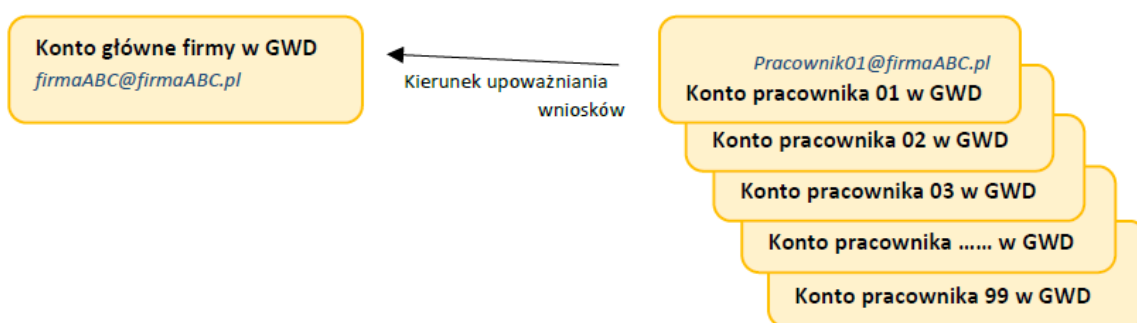 Konto główne firmy w GWD
firmaABC@firmaABC.pl
Kierunek upoważniania
wniosków
Pracownik01@firmaABC.pl
Konto pracownika 01 w GWD
Konto pracownika 02 w GWD
Konto pracownika 03 w GWD
Konto pracownika ...... w GWD
Konto pracownika 99 w GWD